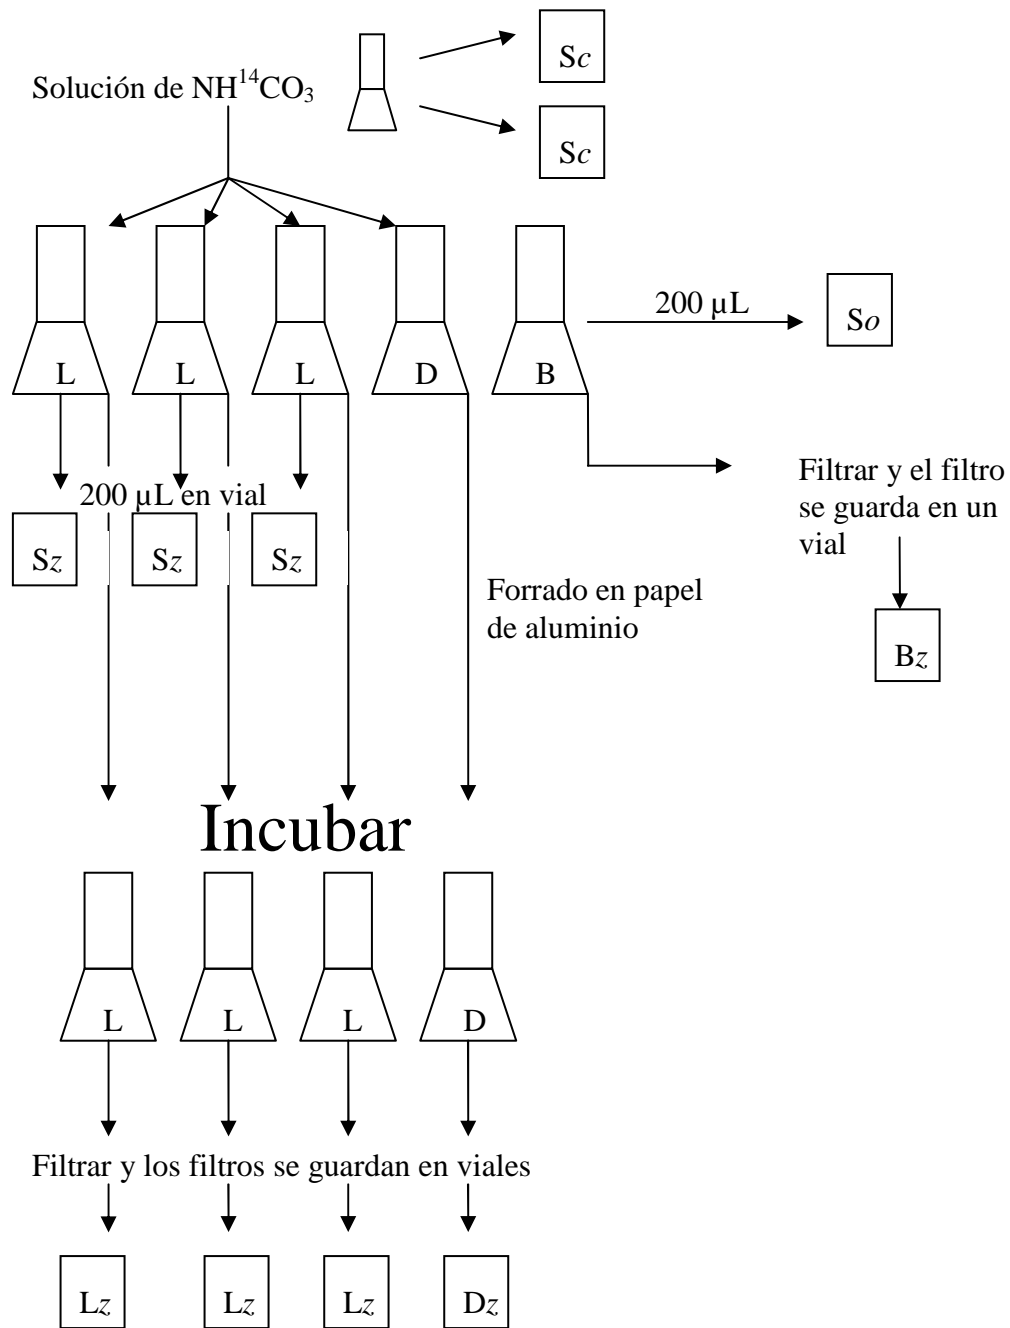 Sc
Solución de NH¹⁴CO₃
Sc
200 µL
So
L L L D B
Filtrar y el filtro
se guarda en un
vial
200 µL en vial
Sz Sz Sz
Forrado en papel
de aluminio
Bz
Incubar
L L L D
Filtrar y los filtros se guardan en viales
Lz Lz Lz Dz